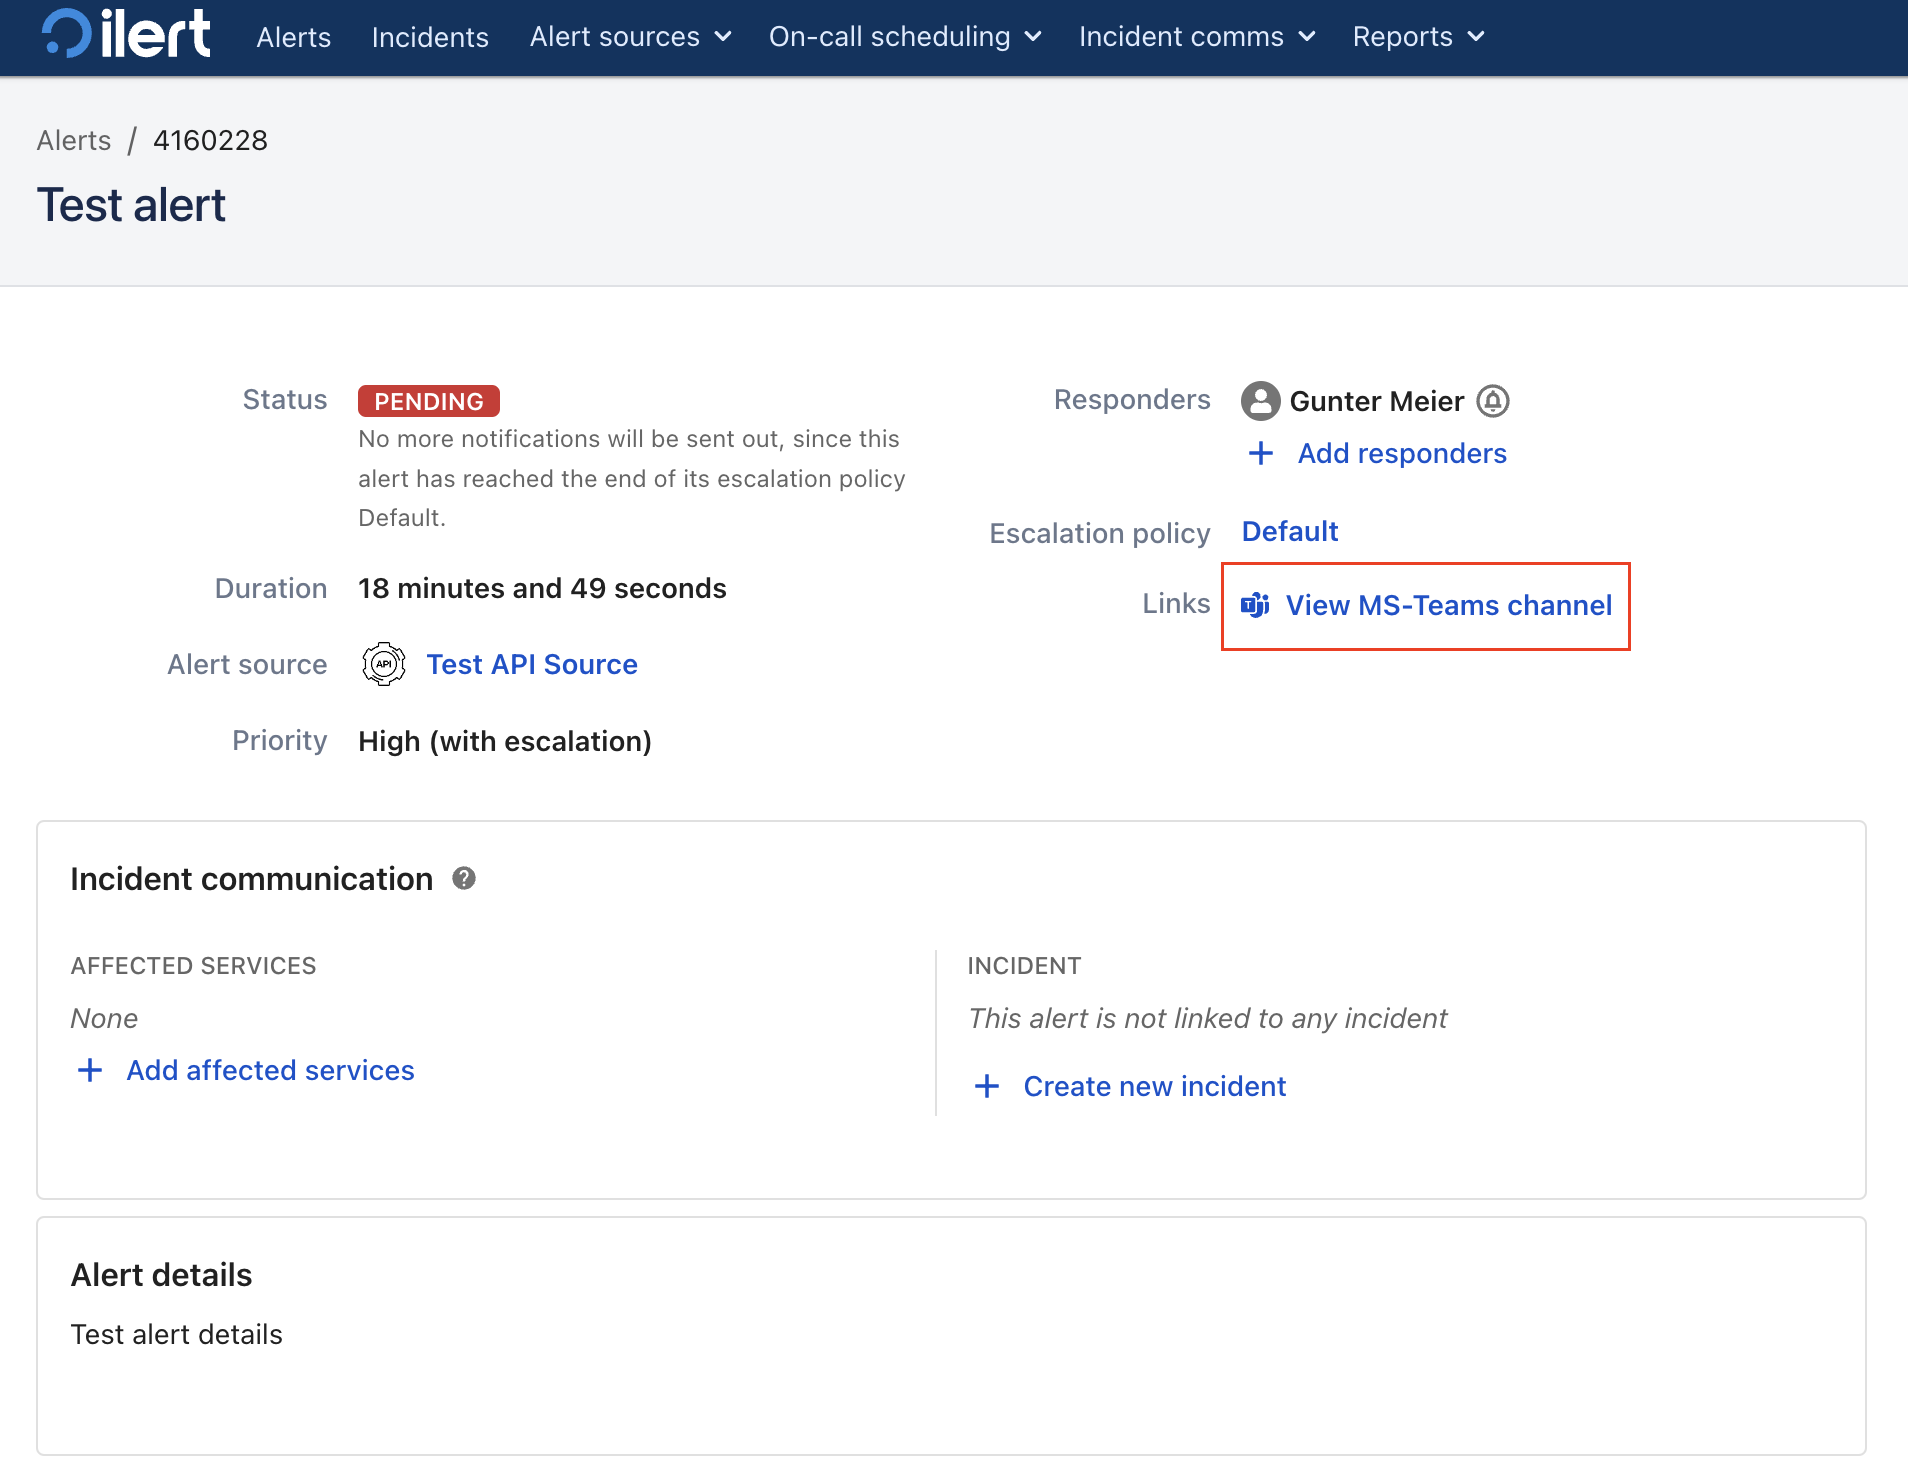 ilert Alerts Incidents Alert sources On-call scheduling Incident comms Reports
Alerts / 4160228
Test alert
Status PENDING
No more notifications will be sent out, since this
alert has reached the end of its escalation policy
Default.
Duration 18 minutes and 49 seconds
Alert source API Test API Source
Priority High (with escalation)
Responders Gunter Meier
+ Add responders
Escalation policy Default
Links View MS-Teams channel
Incident communication ?
AFFECTED SERVICES
None
+ Add affected services
INCIDENT
This alert is not linked to any incident
+ Create new incident
Alert details
Test alert details